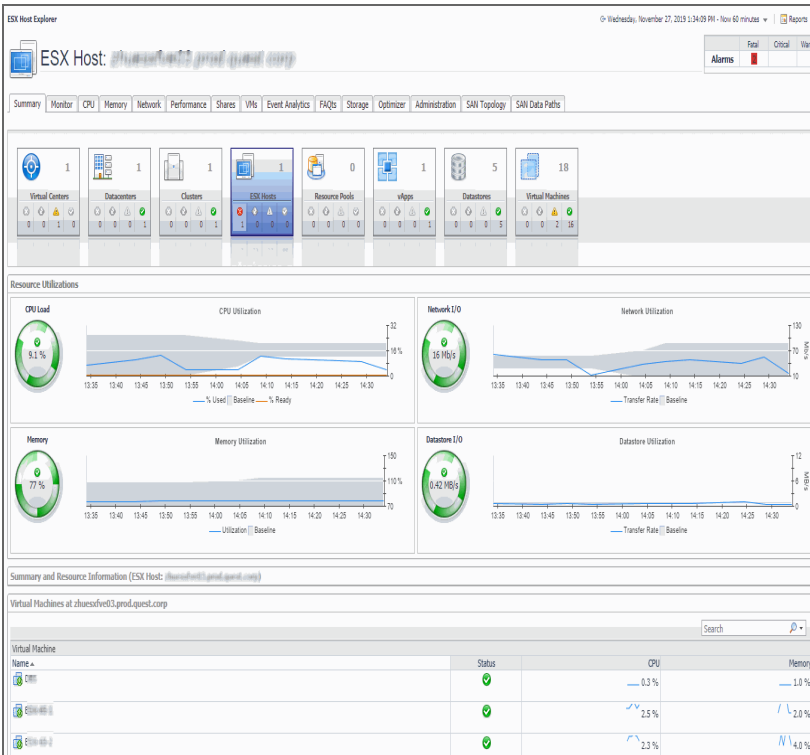 ESX Host Explorer
Wednesday, November 27, 2019 1:34:09 PM - Now 60 minutes Reports
ESX Host:
Fatal Critical War
Alarms
Summary Monitor CPU Memory Network Performance Shares VMs Event Analytics FAQts Storage Optimizer Administration SAN Topology SAN Data Paths
1 1 1 1 0 1 5 18
Virtual Centers Datacenters Clusters ESX Hosts Resource Pools vApps Datastores Virtual Machines
0 0 1 0 0 0 0 1 0 0 0 1 1 0 0 0 0 0 0 0 0 0 0 1 0 0 0 5 0 0 2 16
Resource Utilizations
CPU Load CPU Utilization
32
9.1 %
16 %
0
13:35 13:40 13:45 13:50 13:55 14:00 14:05 14:10 14:15 14:20 14:25 14:30
% Used Baseline % Ready
Network I/O Network Utilization
130
16 Mb/s
70
Mb/s
10
13:35 13:40 13:45 13:50 13:55 14:00 14:05 14:10 14:15 14:20 14:25 14:30
Transfer Rate Baseline
Memory Memory Utilization
150
77 %
110 %
70
13:35 13:40 13:45 13:50 13:55 14:00 14:05 14:10 14:15 14:20 14:25 14:30
Utilization Baseline
Datastore I/O Datastore Utilization
12
0.42 MB/s
6
MB/s
0
13:35 13:40 13:45 13:50 13:55 14:00 14:05 14:10 14:15 14:20 14:25 14:30
Transfer Rate Baseline
Summary and Resource Information (ESX Host: )
Virtual Machines at zhuesxfve03.prod.quest.corp
Search
Virtual Machine
Name Status CPU Memory
0.3 % 1.0 %
2.5 % 2.0 %
2.3 % 4.0 %